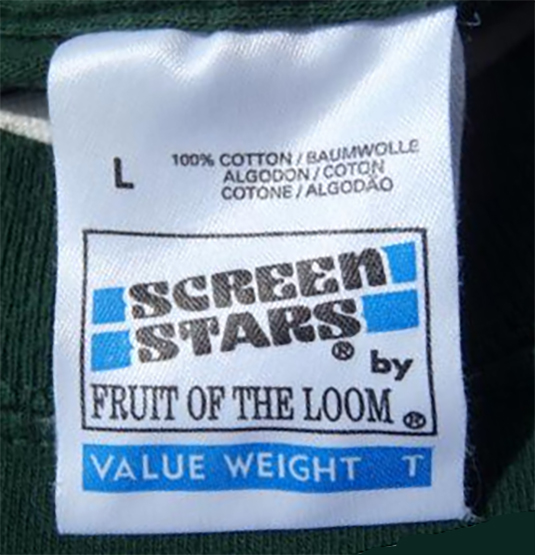 L
100% COTTON / BAUMWOLLE
ALGODON / COTON
COTONE / ALGODÃO
SCREEN
STARS®
by
FRUIT OF THE LOOM®
VALUE WEIGHT T